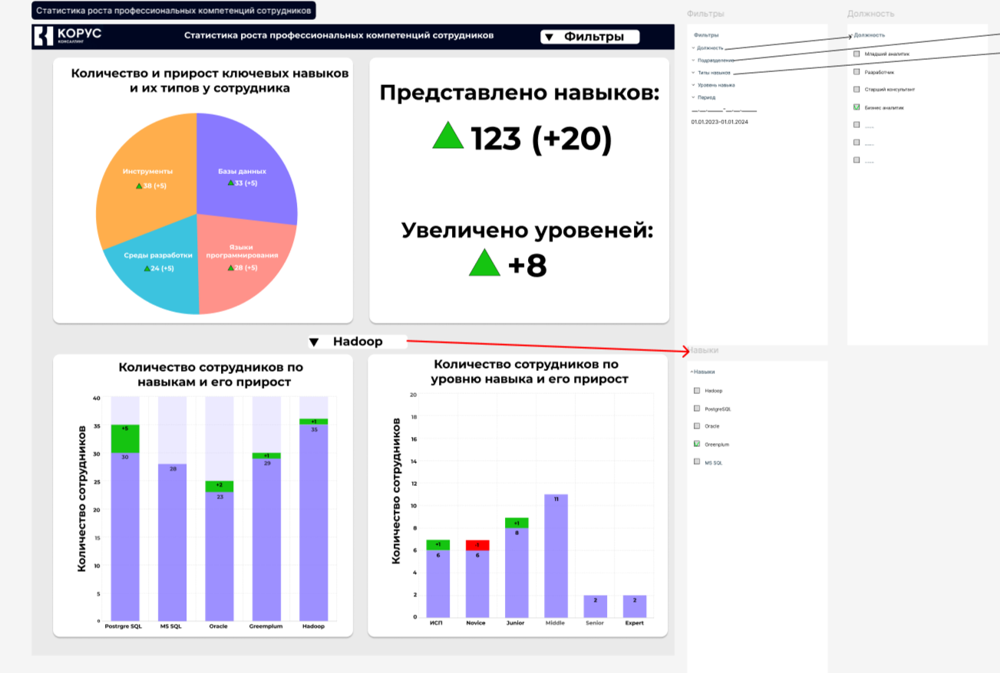 Статистика роста профессиональных компетенций сотрудников
КОРУС
КОНСАЛТИНГ
Статистика роста профессиональных компетенций сотрудников
▼ Фильтры
Количество и прирост ключевых навыков
и их типов у сотрудника
Инструменты
38 (+5)
Базы данных
33 (+5)
Среды разработки
24 (+5)
Языки
программирования
28 (+5)
Представлено навыков:
123 (+20)
Увеличено уровеней:
+8
▼ Hadoop
Количество сотрудников по
навыкам и его прирост
Количество сотрудников
40
35
30
25
20
15
10
5
0
+5
30
28
+2
23
+1
29
+1
35
Postrgre SQL
MS SQL
Oracle
Greemplum
Hadoop
Количество сотрудников по
уровню навыка и его прирост
Количество сотрудников
20
18
16
14
12
10
8
6
4
2
0
+1
6
-1
6
+1
8
11
2
2
ИСП
Novice
Junior
Middle
Senior
Expert
Фильтры
Фильтры
Должность
Подразделение
Типы навыков
Уровень навыка
Период
__.__.____-__.__.____
01.01.2023-01.01.2024
Должность
Должность
Младший аналитик
Разработчик
Старший консультант
Бизнес аналитик
......
......
......
Навыки
Навыки
Hadoop
PostgreSQL
Oracle
Greenplum
MS SQL